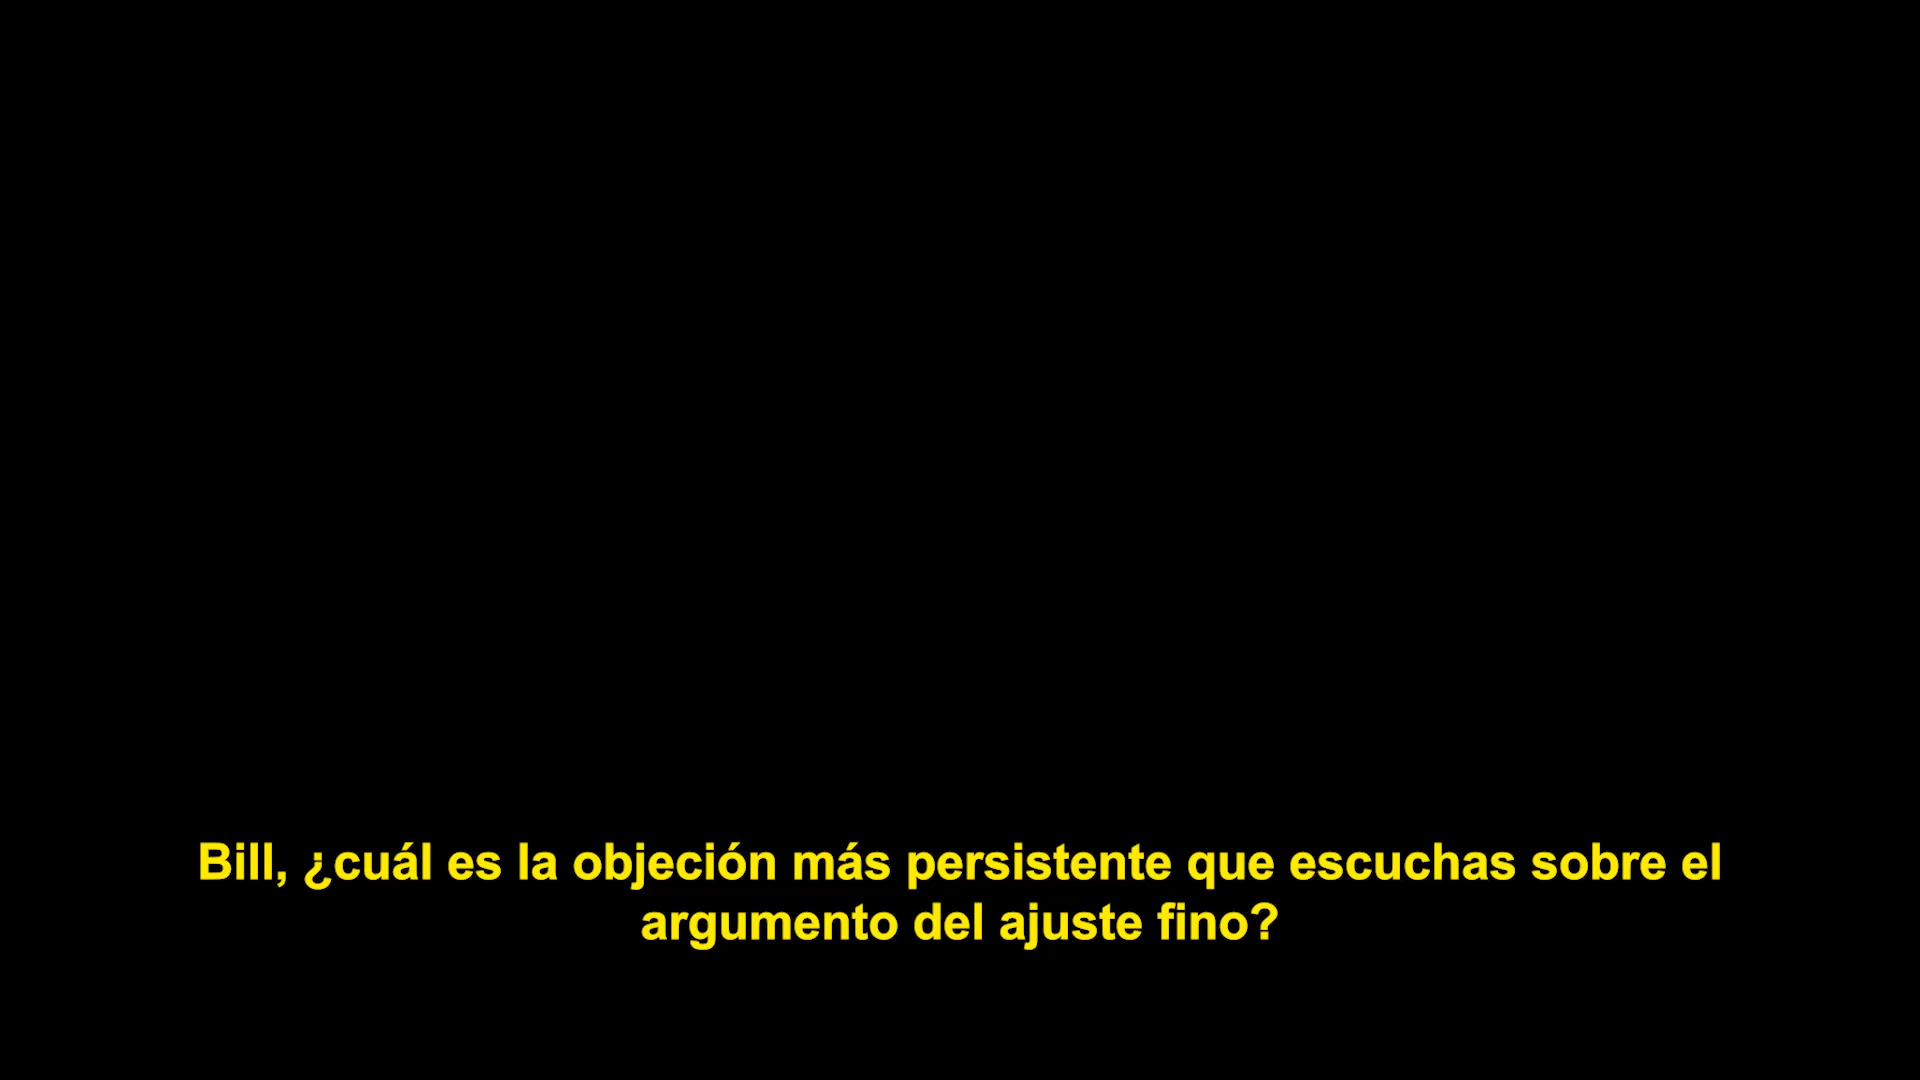 Bill, ¿cuál es la objeción más persistente que escuchas sobre el
argumento del ajuste fino?